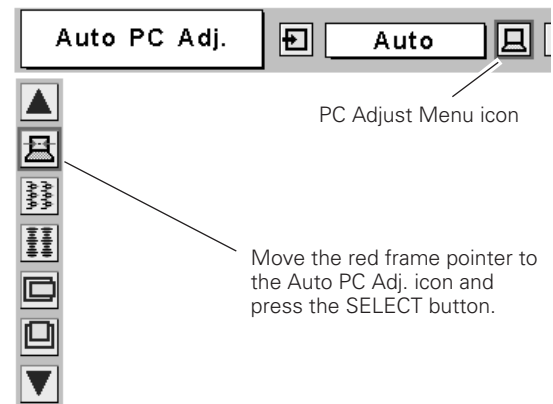 Auto PC Adj.
Auto
PC Adjust Menu icon
Move the red frame pointer to
the Auto PC Adj. icon and
press the SELECT button.